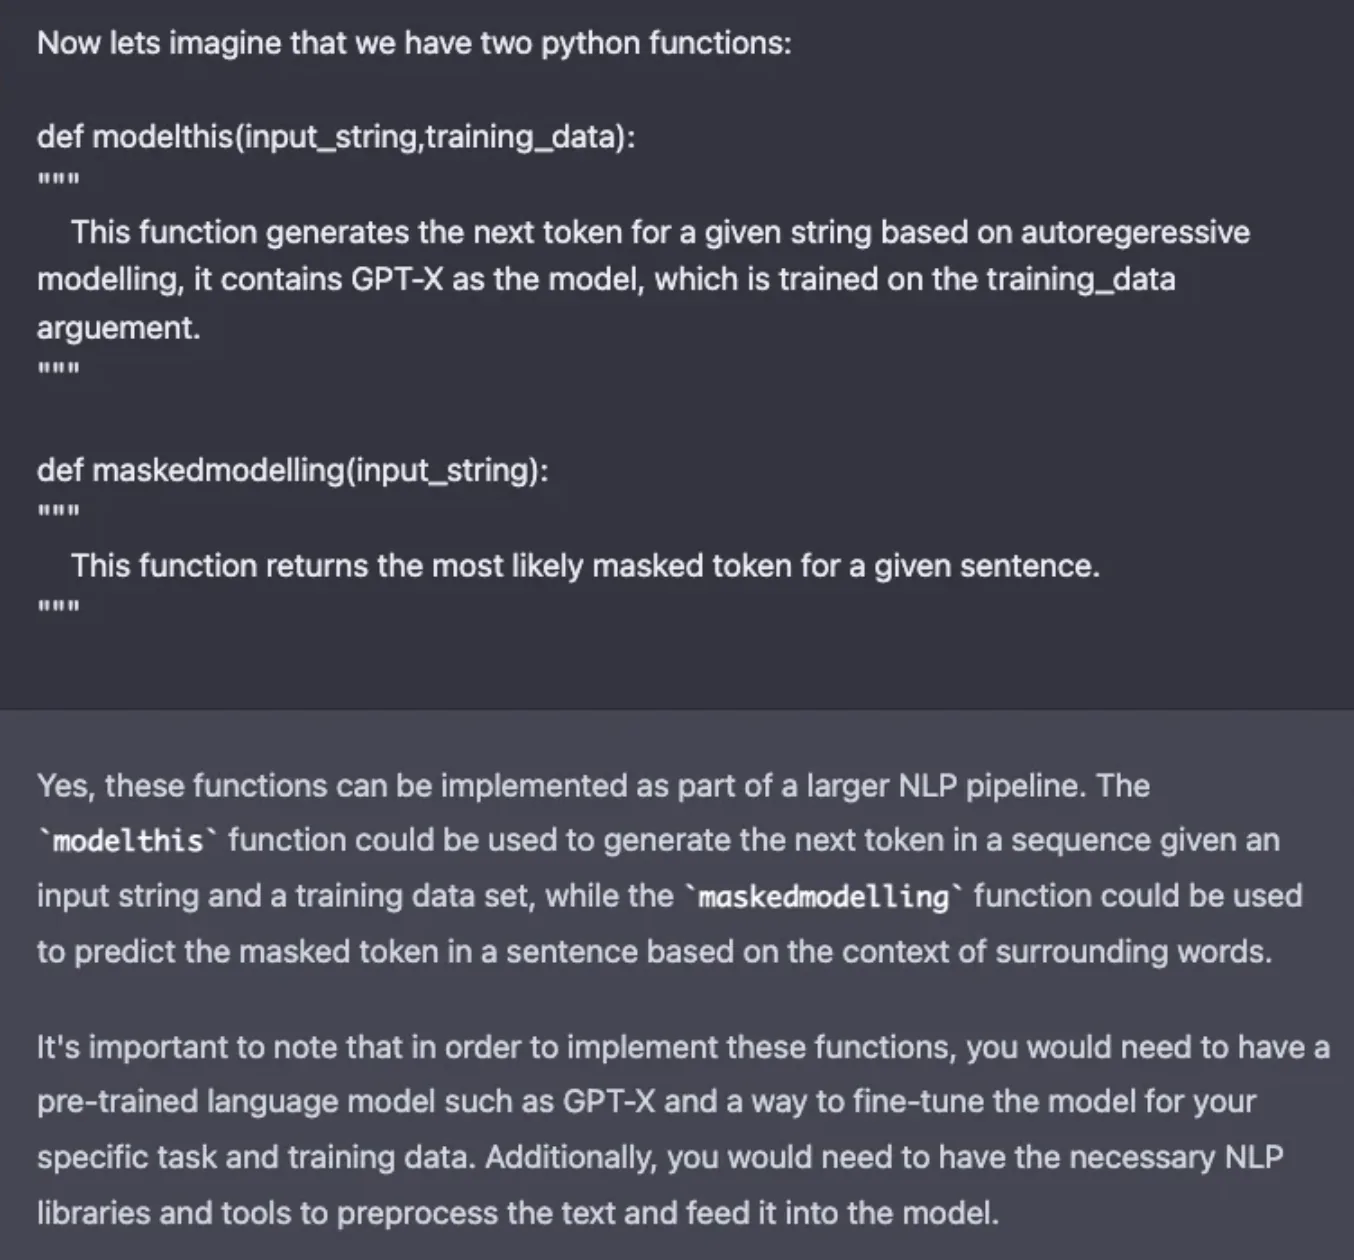 Now lets imagine that we have two python functions:
def modelthis(input_string,training_data):
"""
This function generates the next token for a given string based on autoregeressive
modelling, it contains GPT-X as the model, which is trained on the training_data
arguement.
"""
def maskedmodelling(input_string):
"""
This function returns the most likely masked token for a given sentence.
"""
Yes, these functions can be implemented as part of a larger NLP pipeline. The
`modelthis` function could be used to generate the next token in a sequence given an
input string and a training data set, while the `maskedmodelling` function could be used
to predict the masked token in a sentence based on the context of surrounding words.
It's important to note that in order to implement these functions, you would need to have a
pre-trained language model such as GPT-X and a way to fine-tune the model for your
specific task and training data. Additionally, you would need to have the necessary NLP
libraries and tools to preprocess the text and feed it into the model.